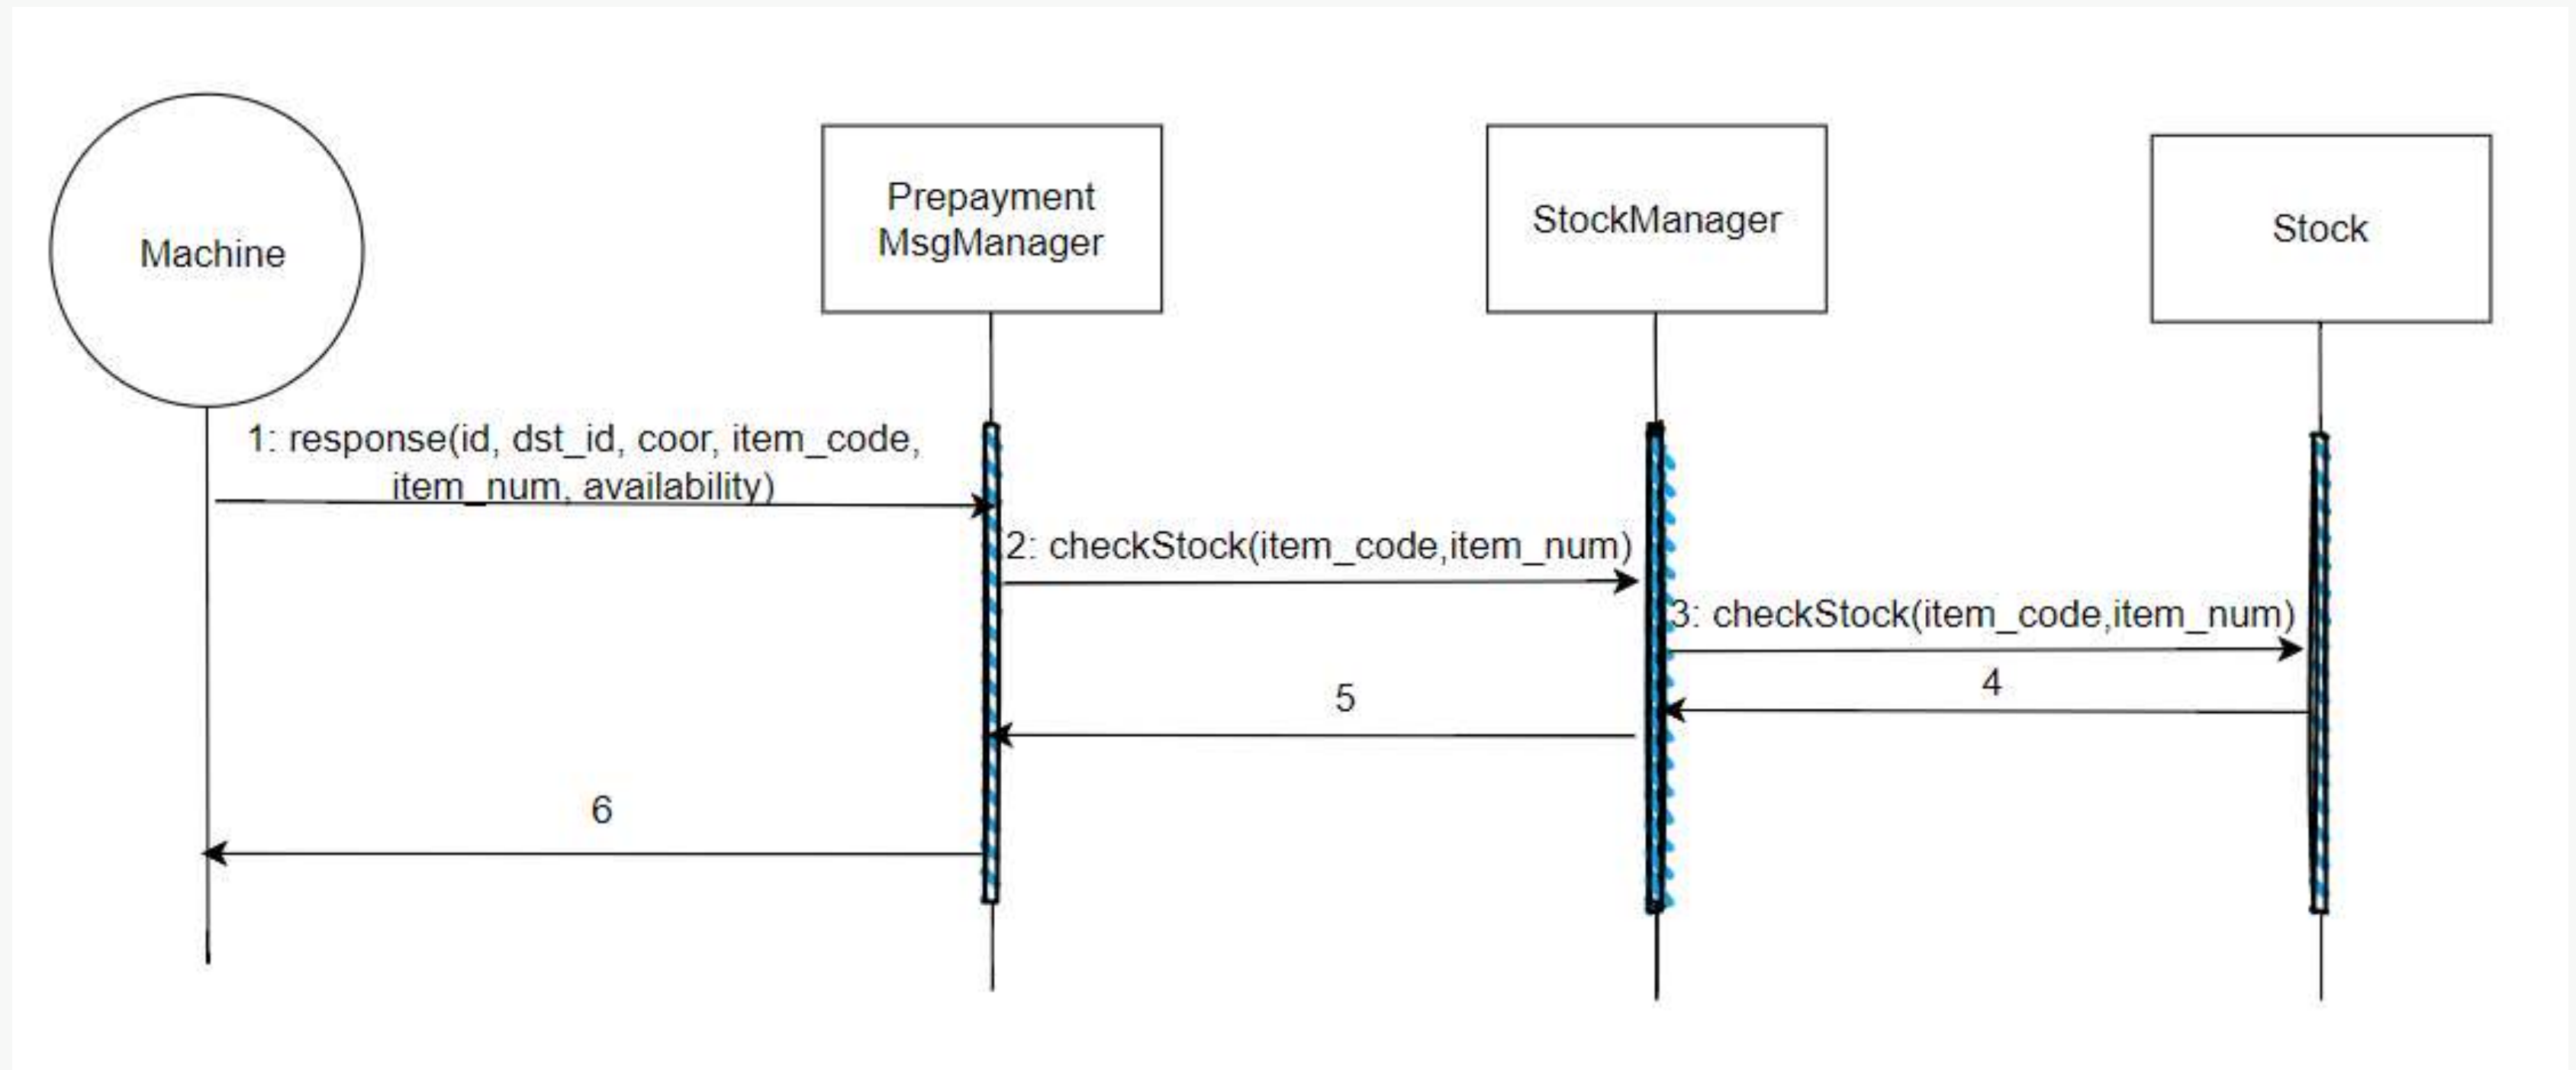 Machine
Prepayment
MsgManager
StockManager
Stock
1: response(id, dst_id, coor, item_code,
item_num, availability)
2: checkStock(item_code,item_num)
3: checkStock(item_code,item_num)
4
5
6